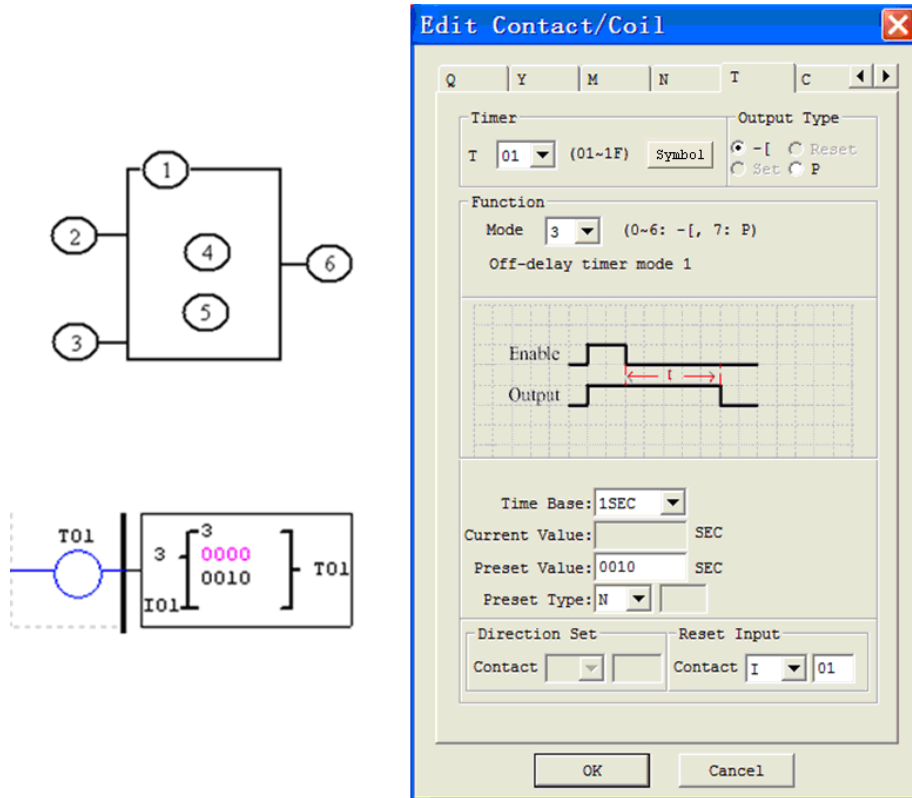 1
2
3
4
5
6
T01
3
3
0000
0010
T01
I01
Edit Contact/Coil
Q Y M N T C
Timer
T 01 (01~1F) Symbol
Output Type
-[ Reset
Set P
Function
Mode 3 (0~6: -[, 7: P)
Off-delay timer mode 1
Enable
t
Output
Time Base: 1SEC
Current Value: SEC
Preset Value: 0010 SEC
Preset Type: N
Direction Set
Contact
Reset Input
Contact I 01
OK Cancel